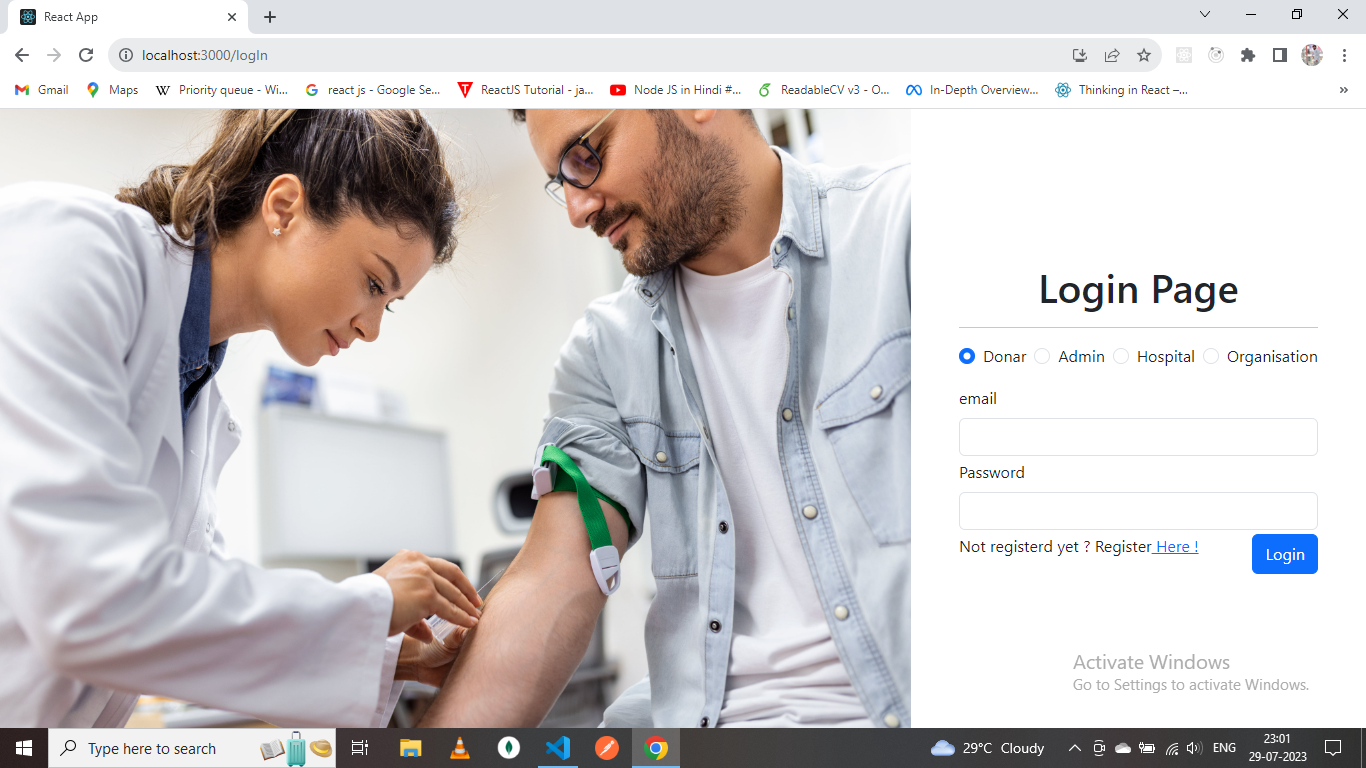 React App
localhost:3000/logIn
Gmail
Maps
Priority queue - Wi...
react js - Google Se...
ReactJS Tutorial - ja...
Node JS in Hindi #...
ReadableCV v3 - O...
In-Depth Overview...
Thinking in React –...
»
Login Page
Donar Admin Hospital Organisation
email
Password
Not registerd yet ? Register Here !
Login
Activate Windows
Go to Settings to activate Windows.
Type here to search
29°C Cloudy
ENG
23:01
29-07-2023